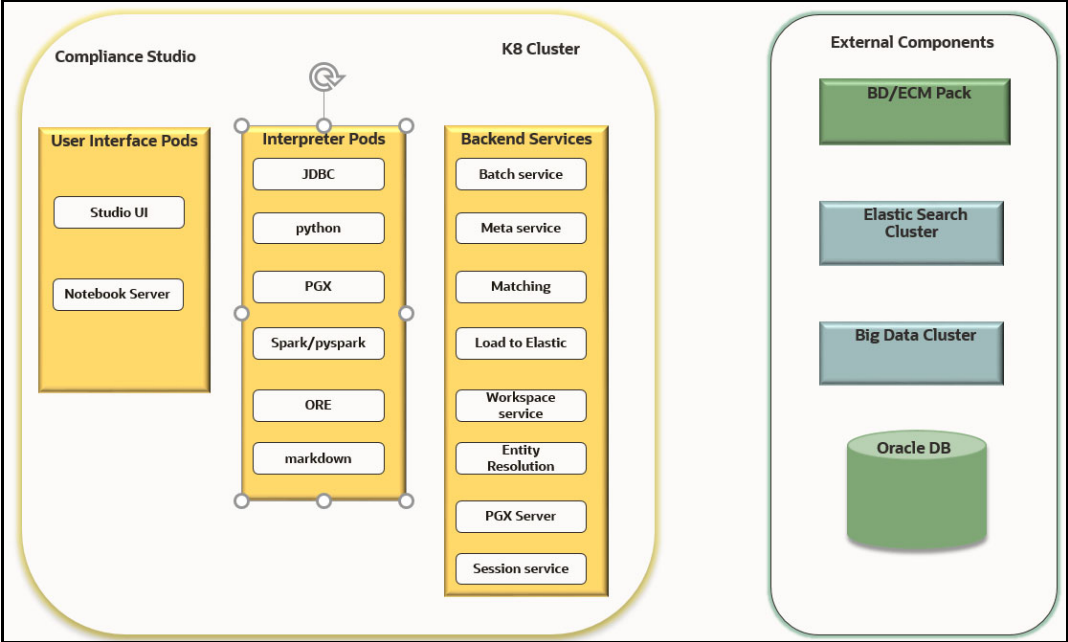 Compliance Studio
K8 Cluster
User Interface Pods
Studio UI
Notebook Server
Interpreter Pods
JDBC
python
PGX
Spark/pyspark
ORE
markdown
Backend Services
Batch service
Meta service
Matching
Load to Elastic
Workspace
service
Entity
Resolution
PGX Server
Session service
External Components
BD/ECM Pack
Elastic Search
Cluster
Big Data Cluster
Oracle DB